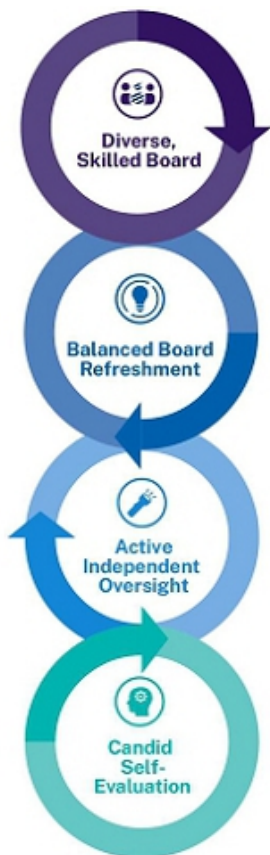 Diverse,
Skilled Board
Balanced Board
Refreshment
Active
Independent
Oversight
Candid
Self-
Evaluation